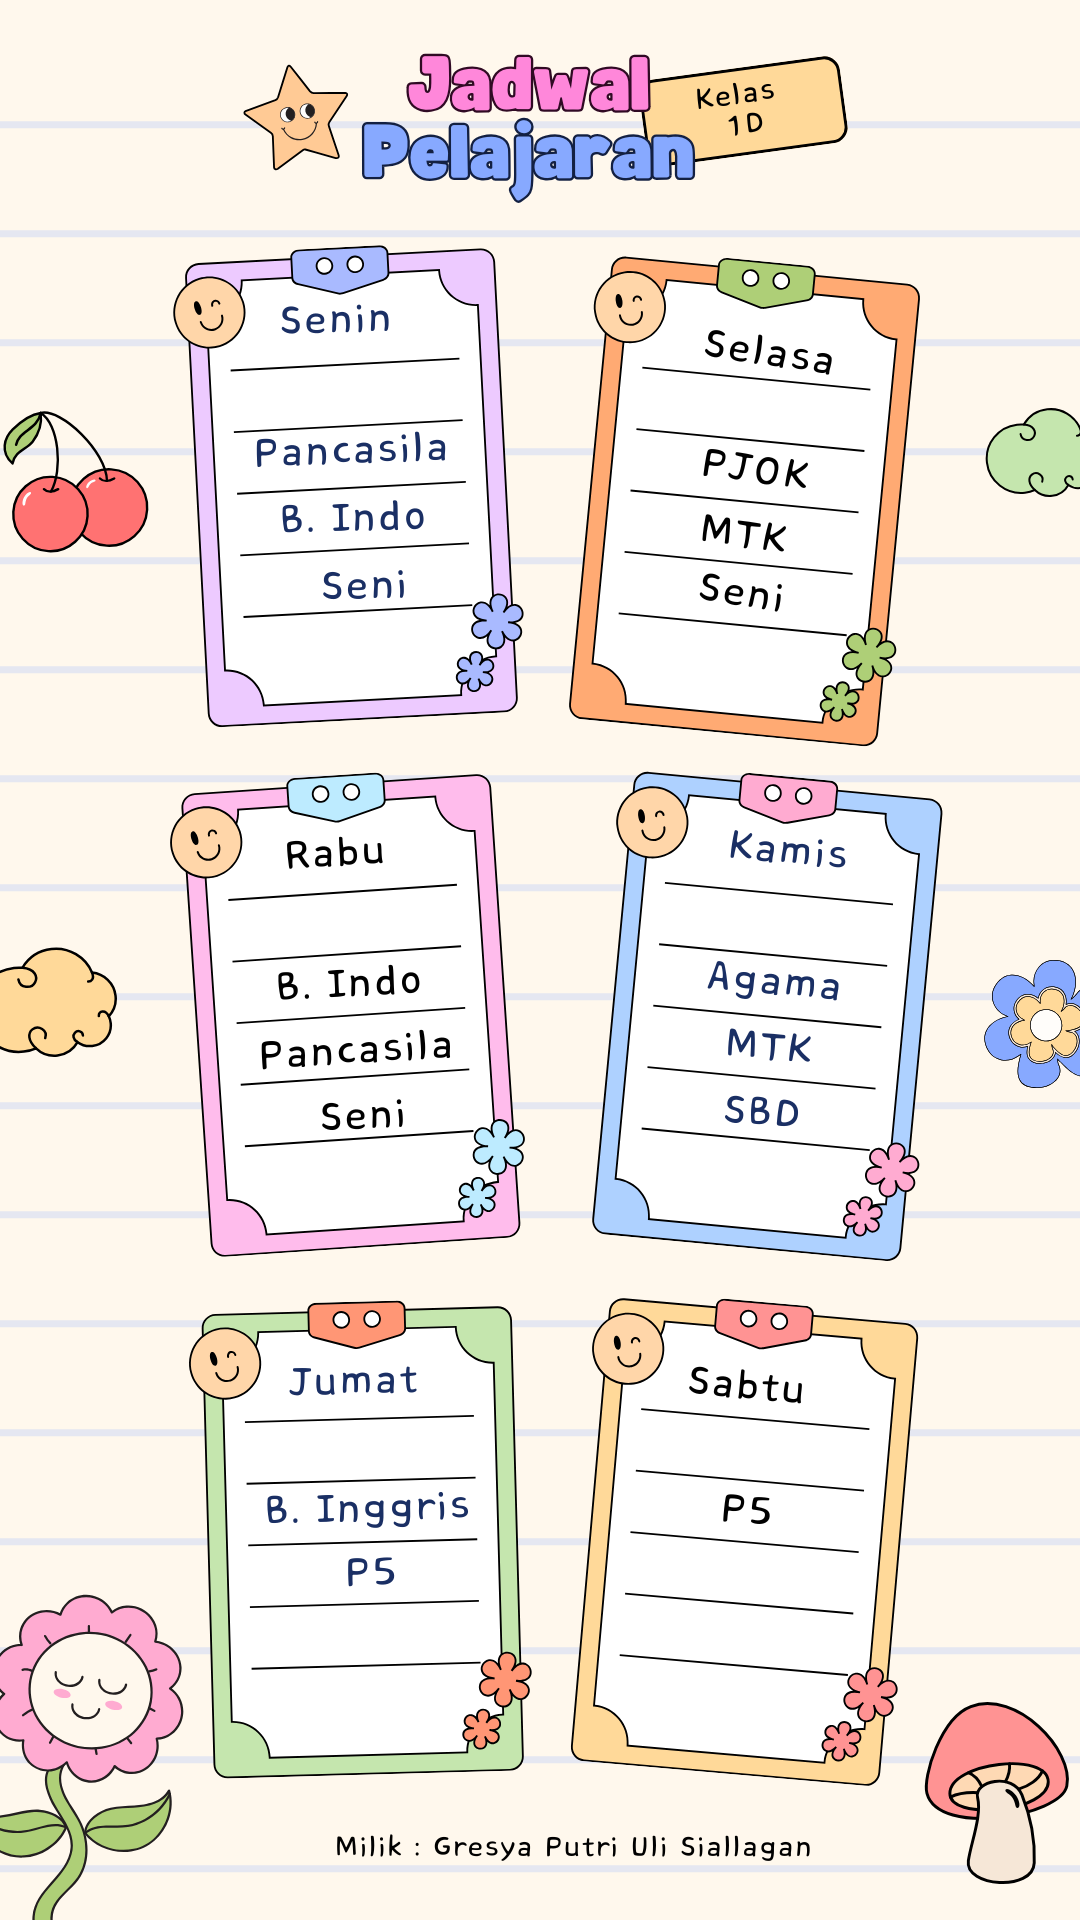 Jadwal
Pelajaran
Kelas
1D
Senin
Pancasila
B. Indo
Seni
Selasa
PJOK
MTK
Seni
Rabu
B. Indo
Pancasila
Seni
Kamis
Agama
MTK
SBD
Jumat
B. Inggris
P5
Sabtu
P5
Milik : Gresya Putri Uli Siallagan